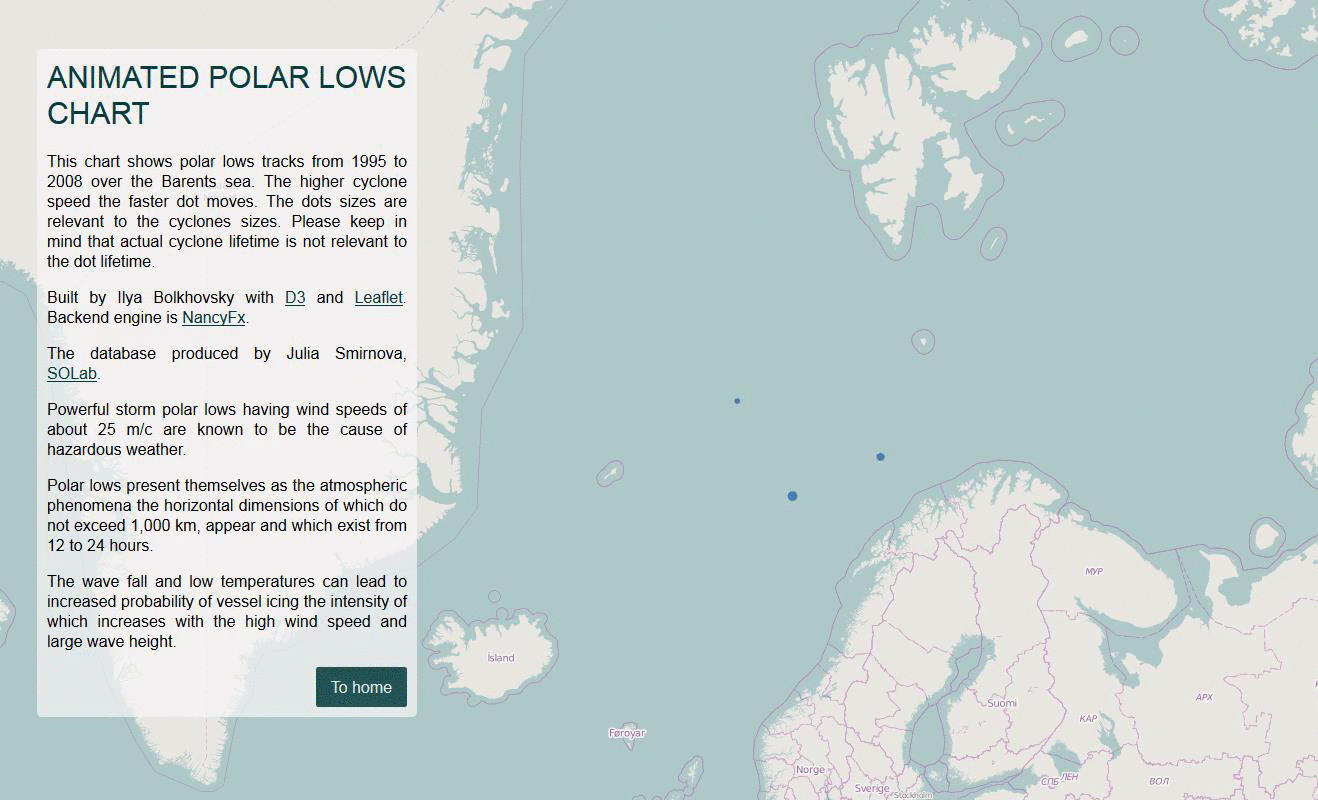 ANIMATED POLAR LOWS
CHART
This chart shows polar lows tracks from 1995 to
2008 over the Barents sea. The higher cyclone
speed the faster dot moves. The dots sizes are
relevant to the cyclones sizes. Please keep in
mind that actual cyclone lifetime is not relevant to
the dot lifetime.
Built by Ilya Bolkhovsky with D3 and Leaflet.
Backend engine is NancyFx.
The database produced by Julia Smirnova,
SOLab.
Powerful storm polar lows having wind speeds of
about 25 m/c are known to be the cause of
hazardous weather.
Polar lows present themselves as the atmospheric
phenomena the horizontal dimensions of which do
not exceed 1,000 km, appear and which exist from
12 to 24 hours.
The wave fall and low temperatures can lead to
increased probability of vessel icing the intensity of
which increases with the high wind speed and
large wave height.
To home
МУР
Ísland
АРХ
Suomi
КАР
Føroyar
Norge
Sverige
Stockholm
СПБ
ЛЕН
ВОЛ